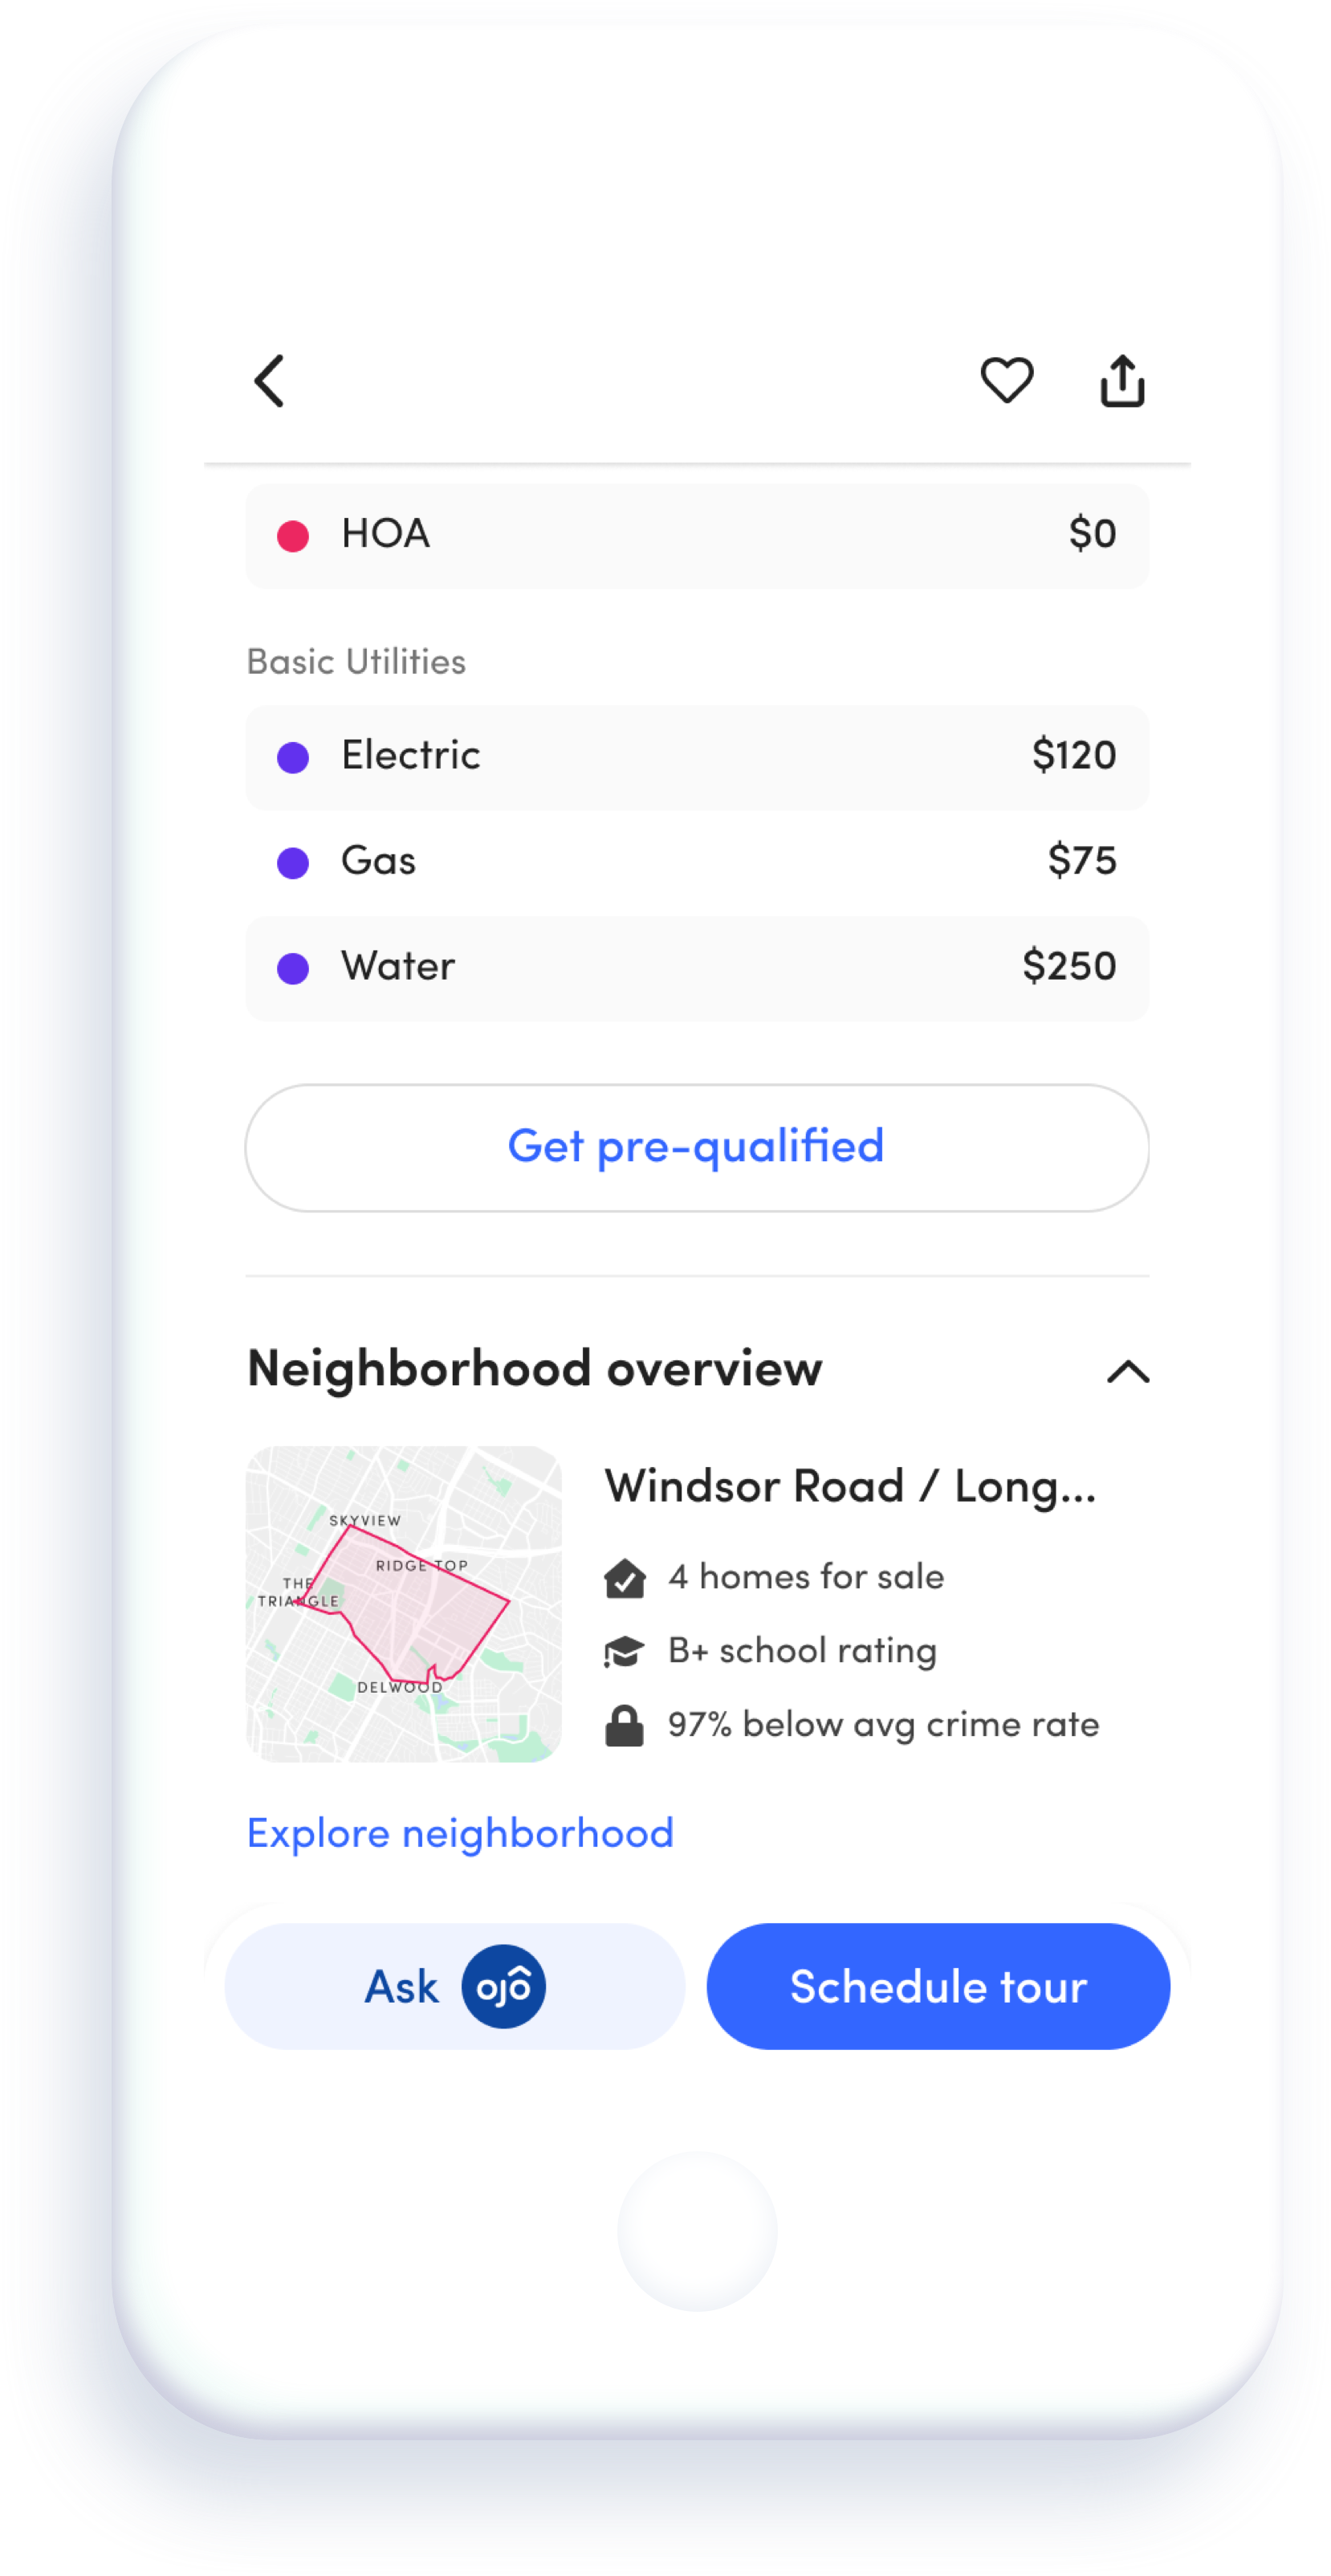 HOA $0
Basic Utilities
Electric $120
Gas $75
Water $250
Get pre-qualified
Neighborhood overview
SKYVIEW
RIDGE TOP
THE
TRIANGLE
DELWOOD
Windsor Road / Long...
4 homes for sale
B+ school rating
97% below avg crime rate
Explore neighborhood
Ask ojô
Schedule tour